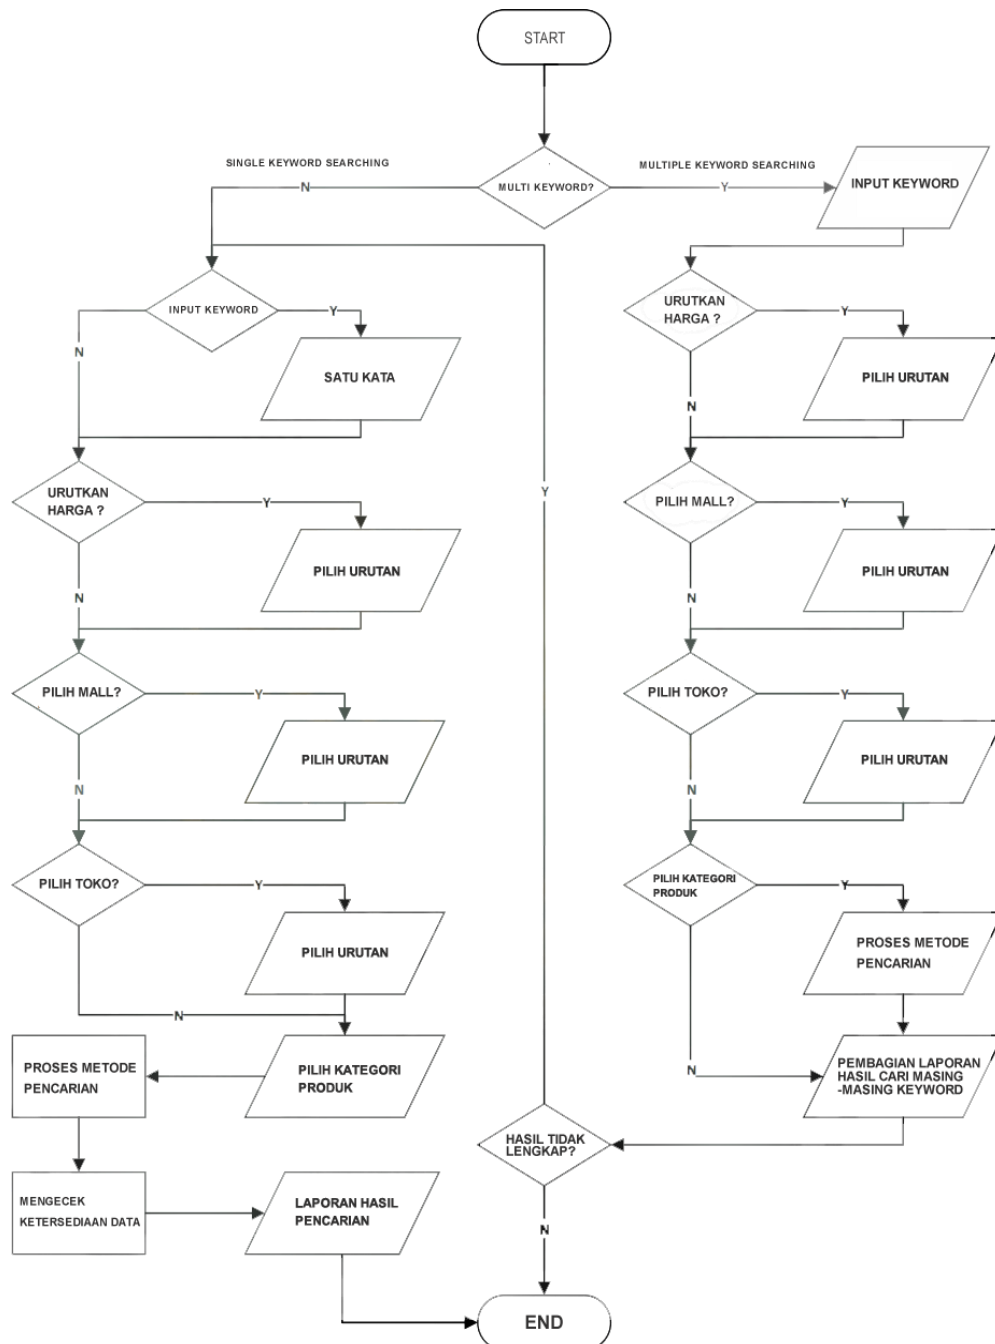 START
SINGLE KEYWORD SEARCHING
MULTIPLE KEYWORD SEARCHING
N
MULTI KEYWORD?
Y
INPUT KEYWORD
INPUT KEYWORD
Y
N
SATU KATA
URUTKAN
HARGA ?
Y
N
PILIH URUTAN
PILIH MALL?
Y
N
PILIH URUTAN
PILIH TOKO?
Y
PILIH URUTAN
N
PILIH KATEGORI
PRODUK
PROSES METODE
PENCARIAN
MENGECEK
KETERSEDIAAN DATA
LAPORAN HASIL
PENCARIAN
URUTKAN
HARGA ?
Y
PILIH URUTAN
N
PILIH MALL?
Y
PILIH URUTAN
N
PILIH TOKO?
Y
PILIH URUTAN
N
PILIH KATEGORI
PRODUK
Y
PROSES METODE
PENCARIAN
N
PEMBAGIAN LAPORAN
HASIL CARI MASING
-MASING KEYWORD
Y
HASIL TIDAK
LENGKAP?
N
END